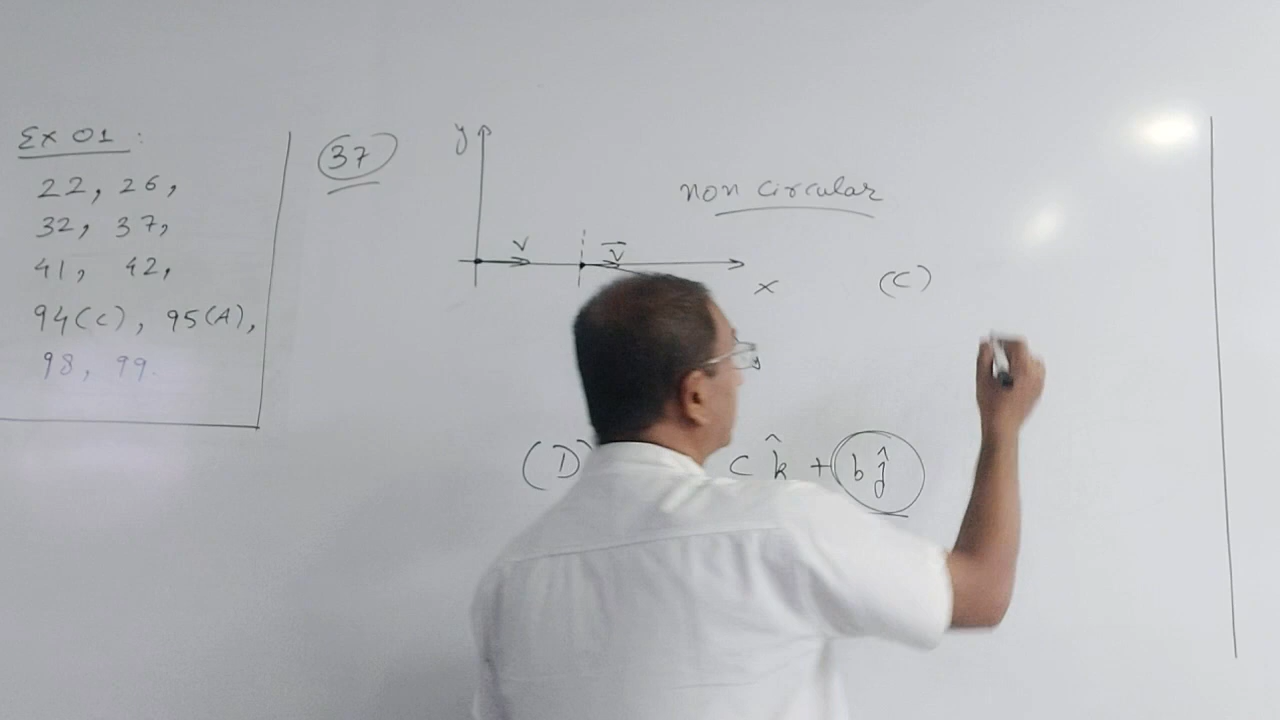 Ex 01 :
22, 26,
32, 37,
41, 42,
94(C), 95(A),
98, 99.
37
y
non circular
v
v⃗
x
(C)
(D)
c k̂ + b ĵ